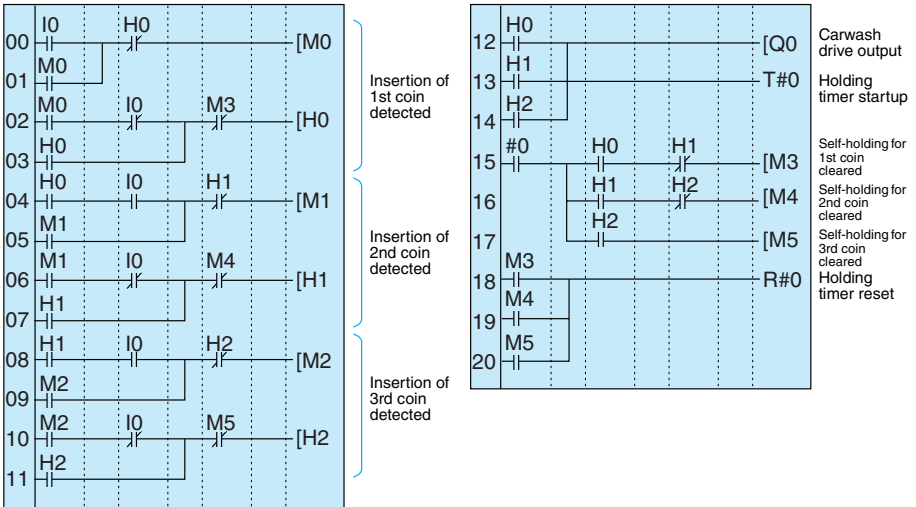 I0 H0
00 [M0
M0
01
M0 I0 M3
02 [H0
H0
03
H0 I0 H1
04 [M1
M1
05
M1 I0 M4
06 [H1
H1
07
H1 I0 H2
08 [M2
M2
09
M2 I0 M5
10 [H2
H2
11
Insertion of
1st coin
detected
Insertion of
2nd coin
detected
Insertion of
3rd coin
detected
H0
12 [Q0
H1
13 T#0
H2
14
#0 H0 H1
15 [M3
H1 H2
16 [M4
H2
17 [M5
M3
18 R#0
M4
19
M5
20
Carwash
drive output
Holding
timer startup
Self-holding for
1st coin
cleared
Self-holding for
2nd coin
cleared
Self-holding for
3rd coin
cleared
Holding
timer reset